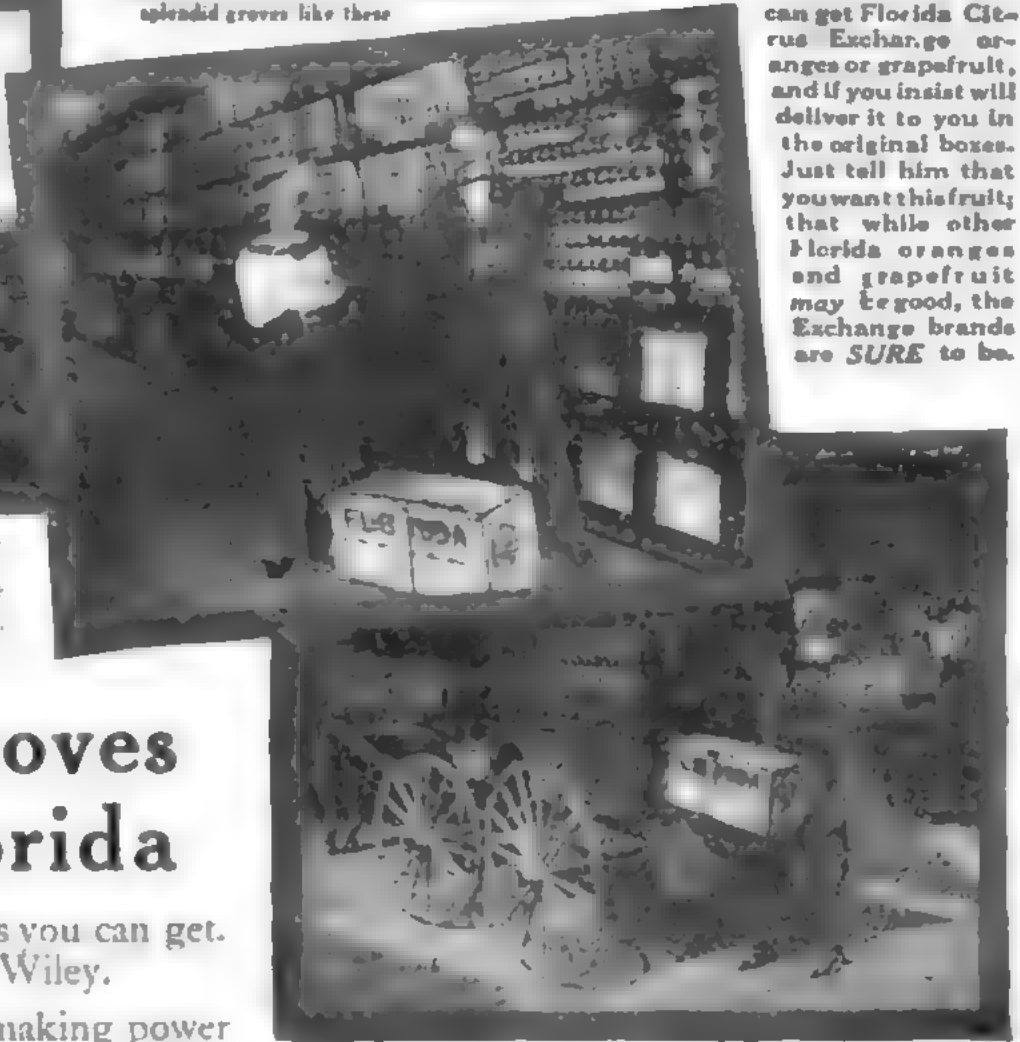 splendid groves like these
can get Florida Cit-
rus Exchar.ge or-
anges or grapefruit,
and if you insist will
deliver it to you in
the original boxes.
Just tell him that
you want this fruit;
that while other
Florida oranges
and grapefruit
may be good, the
Exchange brands
are SURE to be.
oves
orida
s you can get.
Wiley.
making power